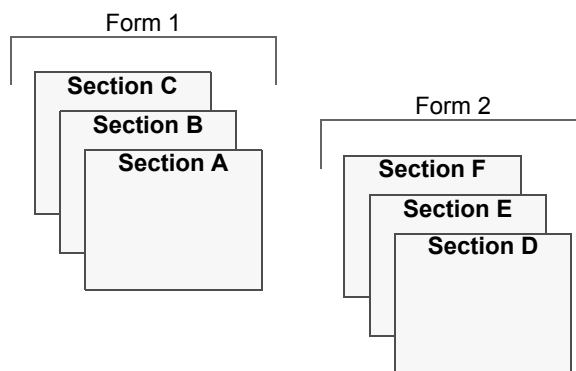 Form 1
Section C
Section B
Section A
Form 2
Section F
Section E
Section D